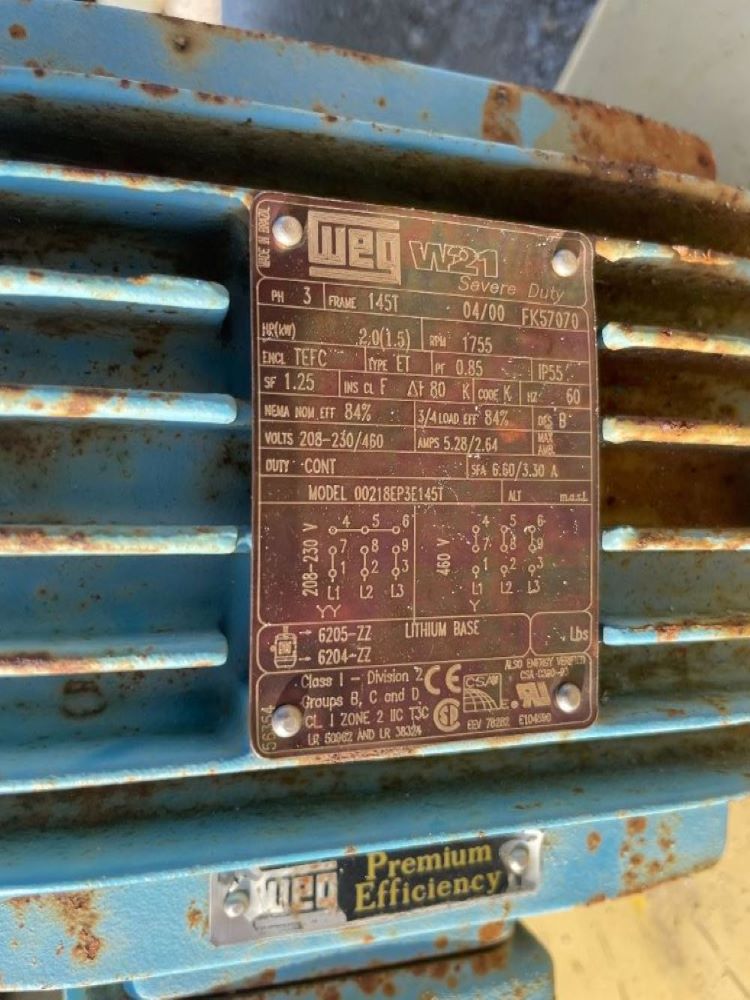 MADE IN BRAZIL
WEG W21
Severe Duty
PH 3 FRAME 145T 04/00 FK57070
HP(kW) 2.0(1.5) RPM 1755
ENCL TEFC TYPE ET PF 0.85 IP55
SF 1.25 INS CL F Δt 80 K CODE K HZ 60
NEMA NOM EFF 84% 3/4 LOAD EFF 84% DES B
VOLTS 208-230/460 AMPS 5.28/2.64 MAX AMB.
DUTY CONT SFA 6.60/3.30 A
MODEL 00218EP3E145T ALT m.a.s.l.
208-230 V 4 5 6 460 V 4 5 6
7 8 9 7 8 9
1 2 3 1 2 3
L1 L2 L3 L1 L2 L3
YY Y
6205-ZZ LITHIUM BASE Lbs
6204-ZZ
Class I - Division 2 CE ALSO ENERGY VERIFIED
Groups B, C and D
CL I ZONE 2 IIC T3C
LR 50962 AND LR 38324 EEV 78282 E104590
WEG Premium
Efficiency